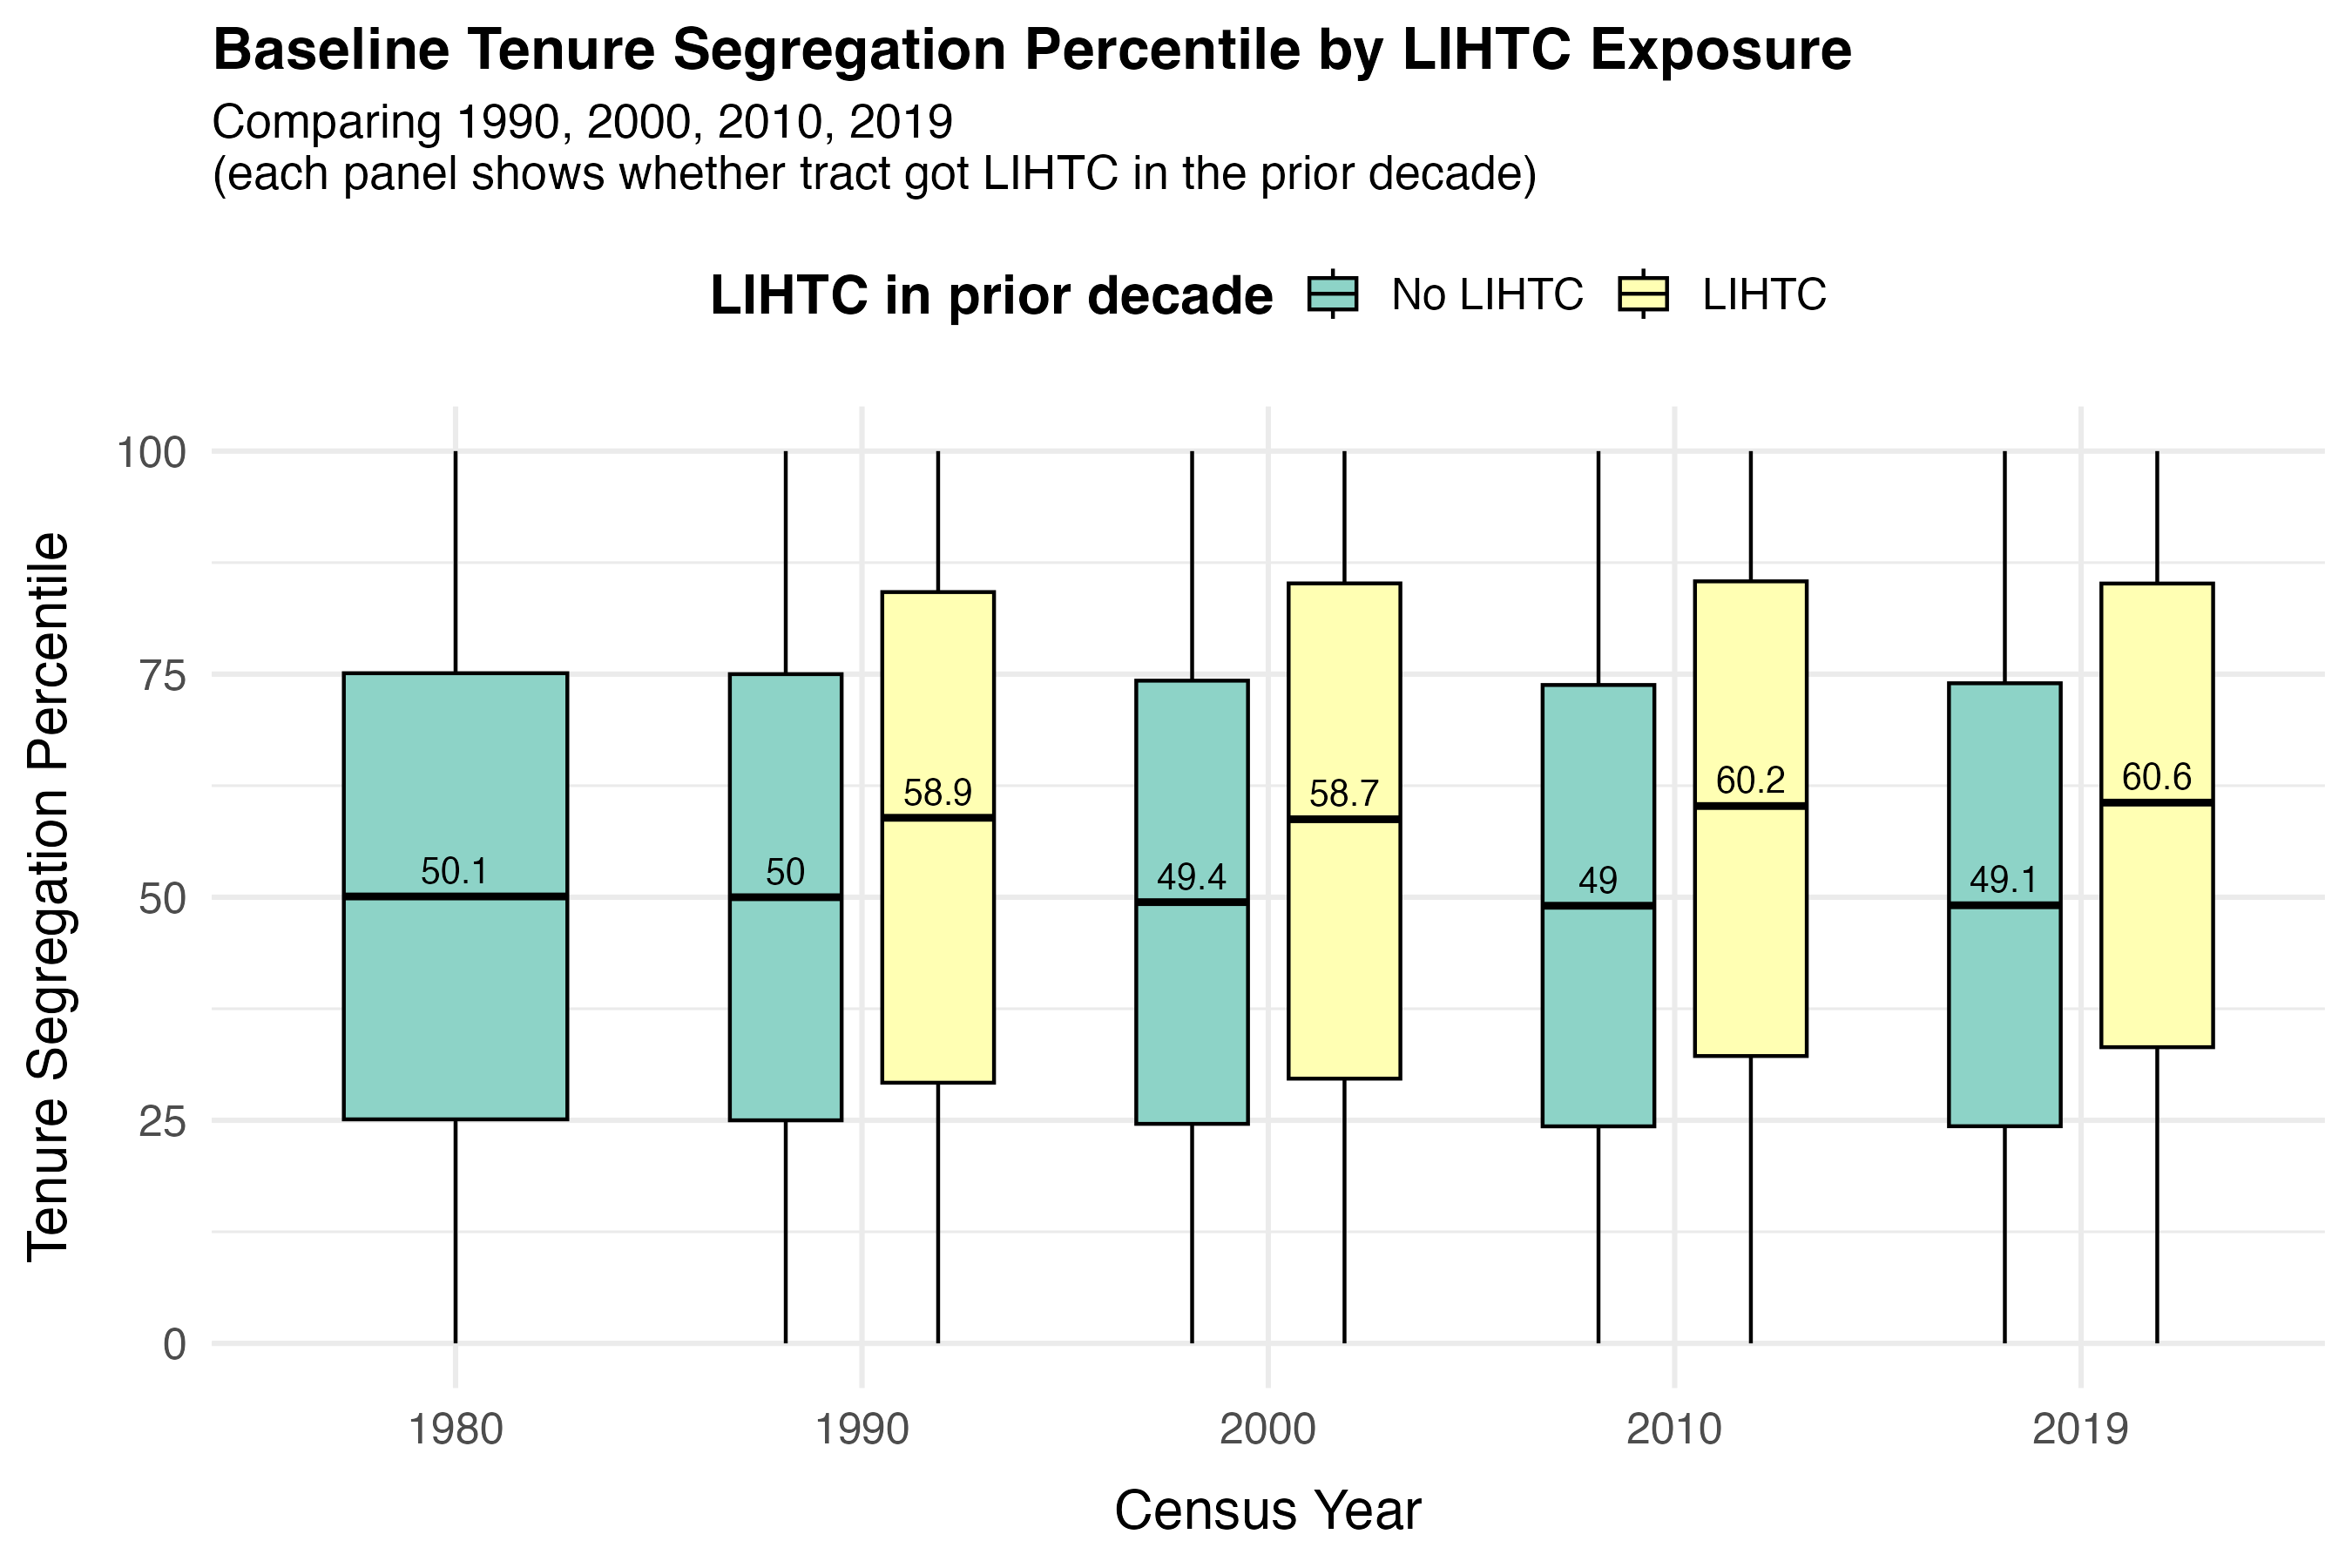 Baseline Tenure Segregation Percentile by LIHTC Exposure
Comparing 1990, 2000, 2010, 2019
(each panel shows whether tract got LIHTC in the prior decade)
LIHTC in prior decade No LIHTC LIHTC
Tenure Segregation Percentile
100
75
50
25
0
50.1
50
58.9
49.4
58.7
49
60.2
49.1
60.6
1980 1990 2000 2010 2019
Census Year